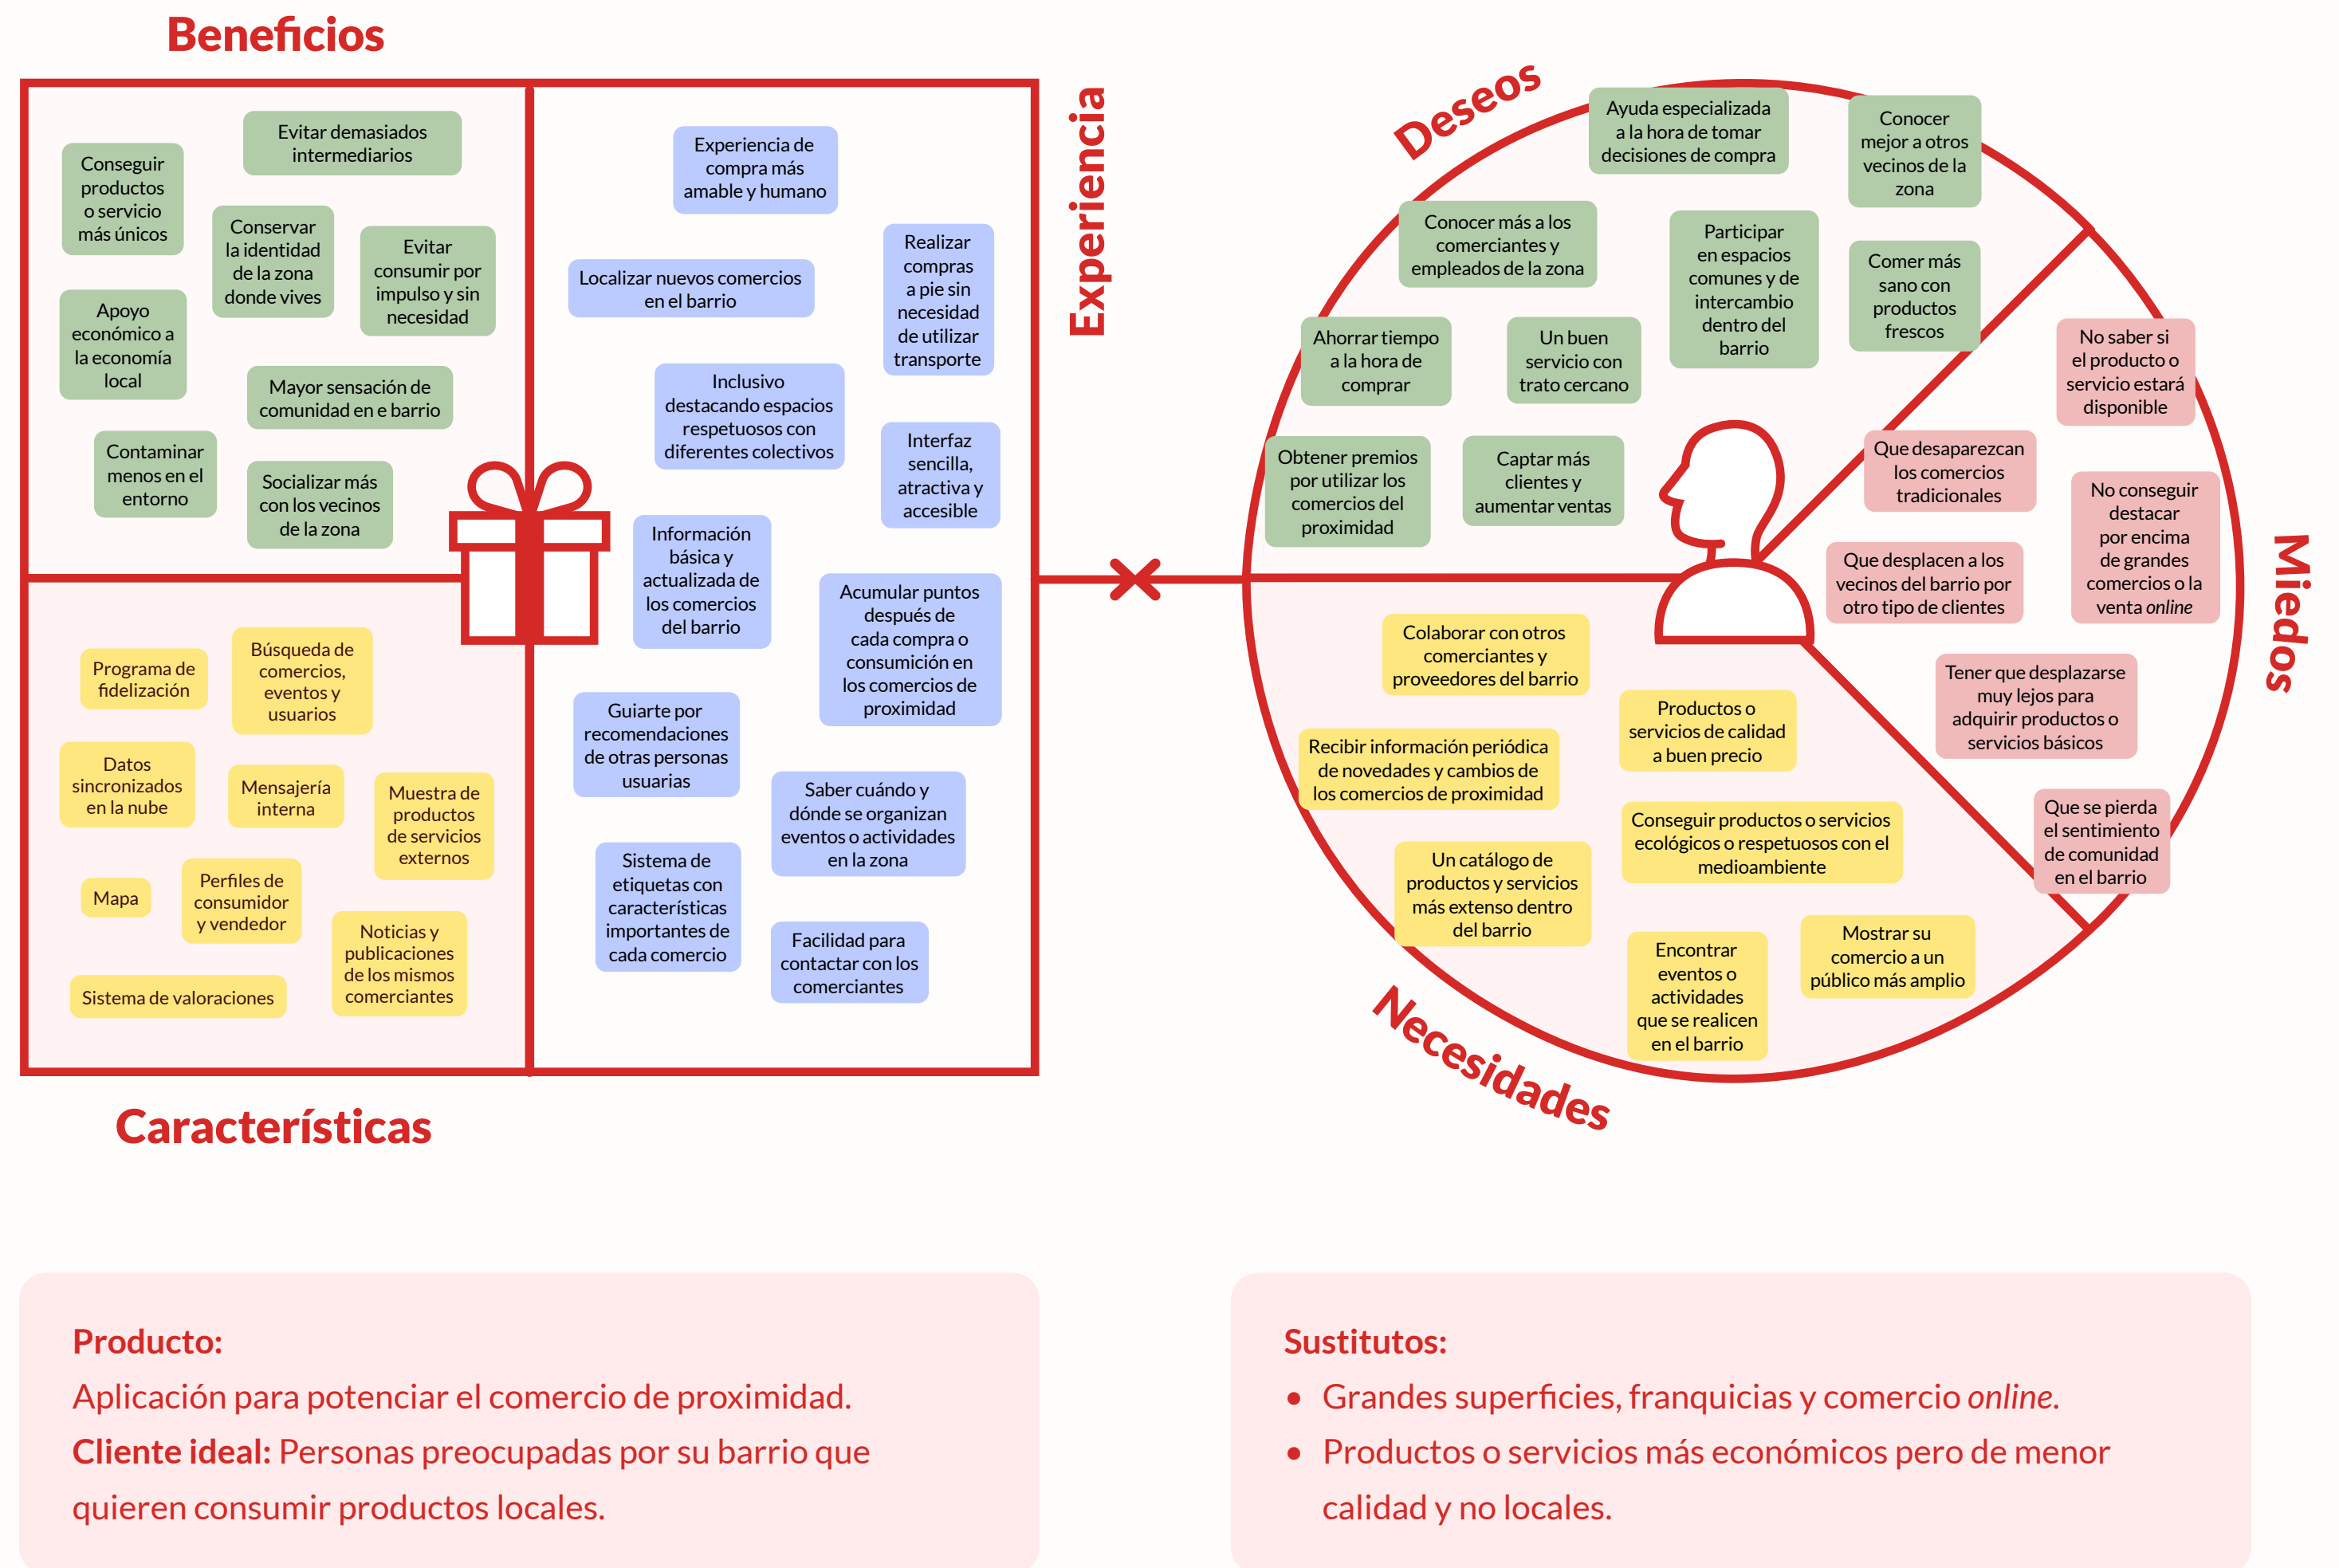 Beneficios
Conseguir
productos
o servicio
más únicos
Evitar demasiados
intermediarios
Conservar
la identidad
de la zona
donde vives
Evitar
consumir por
impulso y sin
necesidad
Apoyo
económico a
la economía
local
Mayor sensación de
comunidad en e barrio
Contaminar
menos en el
entorno
Socializar más
con los vecinos
de la zona
Experiencia
Experiencia de
compra más
amable y humano
Localizar nuevos comercios
en el barrio
Realizar
compras
a pie sin
necesidad
de utilizar
transporte
Inclusivo
destacando espacios
respetuosos con
diferentes colectivos
Interfaz
sencilla,
atractiva y
accesible
Información
básica y
actualizada de
los comercios
del barrio
Acumular puntos
después de
cada compra o
consumición en
los comercios de
proximidad
Guiarte por
recomendaciones
de otras personas
usuarias
Saber cuándo y
dónde se organizan
eventos o actividades
en la zona
Sistema de
etiquetas con
características
importantes de
cada comercio
Facilidad para
contactar con los
comerciantes
Programa de
fidelización
Búsqueda de
comercios,
eventos y
usuarios
Datos
sincronizados
en la nube
Mensajería
interna
Muestra de
productos
de servicios
externos
Mapa
Perfiles de
consumidor
y vendedor
Noticias y
publicaciones
de los mismos
comerciantes
Sistema de valoraciones
Características
Deseos
Ayuda especializada
a la hora de tomar
decisiones de compra
Conocer
mejor a otros
vecinos de la
zona
Conocer más a los
comerciantes y
empleados de la zona
Participar
en espacios
comunes y de
intercambio
dentro del
barrio
Comer más
sano con
productos
frescos
Ahorrar tiempo
a la hora de
comprar
Un buen
servicio con
trato cercano
Obtener premios
por utilizar los
comercios del
proximidad
Captar más
clientes y
aumentar ventas
Miedos
No saber si
el producto o
servicio estará
disponible
Que desaparezcan
los comercios
tradicionales
No conseguir
destacar
por encima
de grandes
comercios o la
venta online
Que desplacen a los
vecinos del barrio por
otro tipo de clientes
Tener que desplazarse
muy lejos para
adquirir productos o
servicios básicos
Que se pierda
el sentimiento
de comunidad
en el barrio
Colaborar con otros
comerciantes y
proveedores del barrio
Productos o
servicios de calidad
a buen precio
Recibir información periódica
de novedades y cambios de
los comercios de proximidad
Conseguir productos o servicios
ecológicos o respetuosos con el
medioambiente
Un catálogo de
productos y servicios
más extenso dentro
del barrio
Encontrar
eventos o
actividades
que se realicen
en el barrio
Mostrar su
comercio a un
público más amplio
Necesidades
Producto:
Aplicación para potenciar el comercio de proximidad.
Cliente ideal: Personas preocupadas por su barrio que
quieren consumir productos locales.
Sustitutos:
• Grandes superficies, franquicias y comercio online.
• Productos o servicios más económicos pero de menor
calidad y no locales.